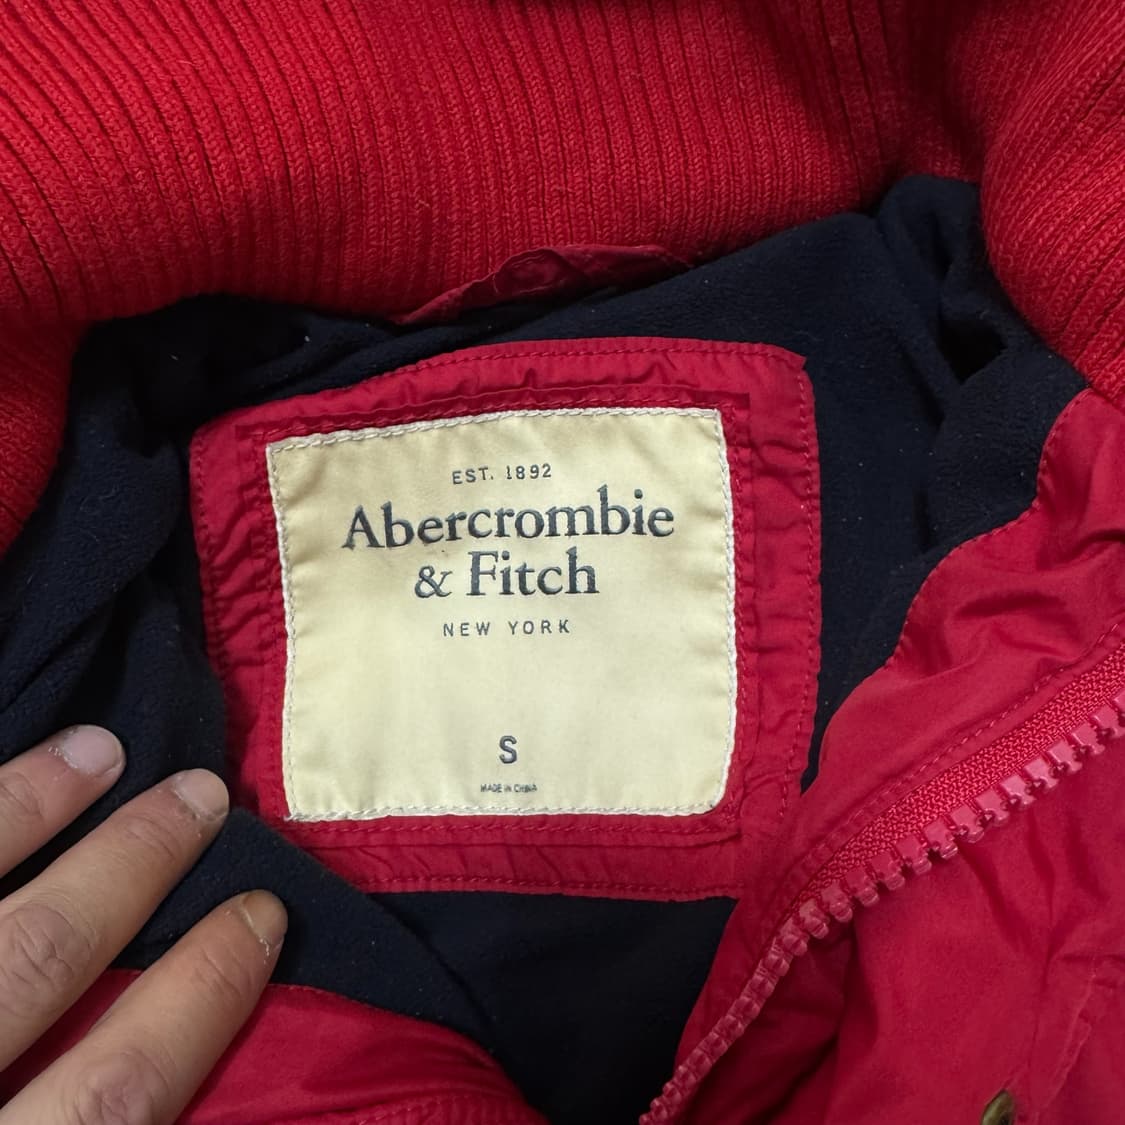 EST. 1892
Abercrombie
& Fitch
NEW YORK
S
MADE IN CHINA